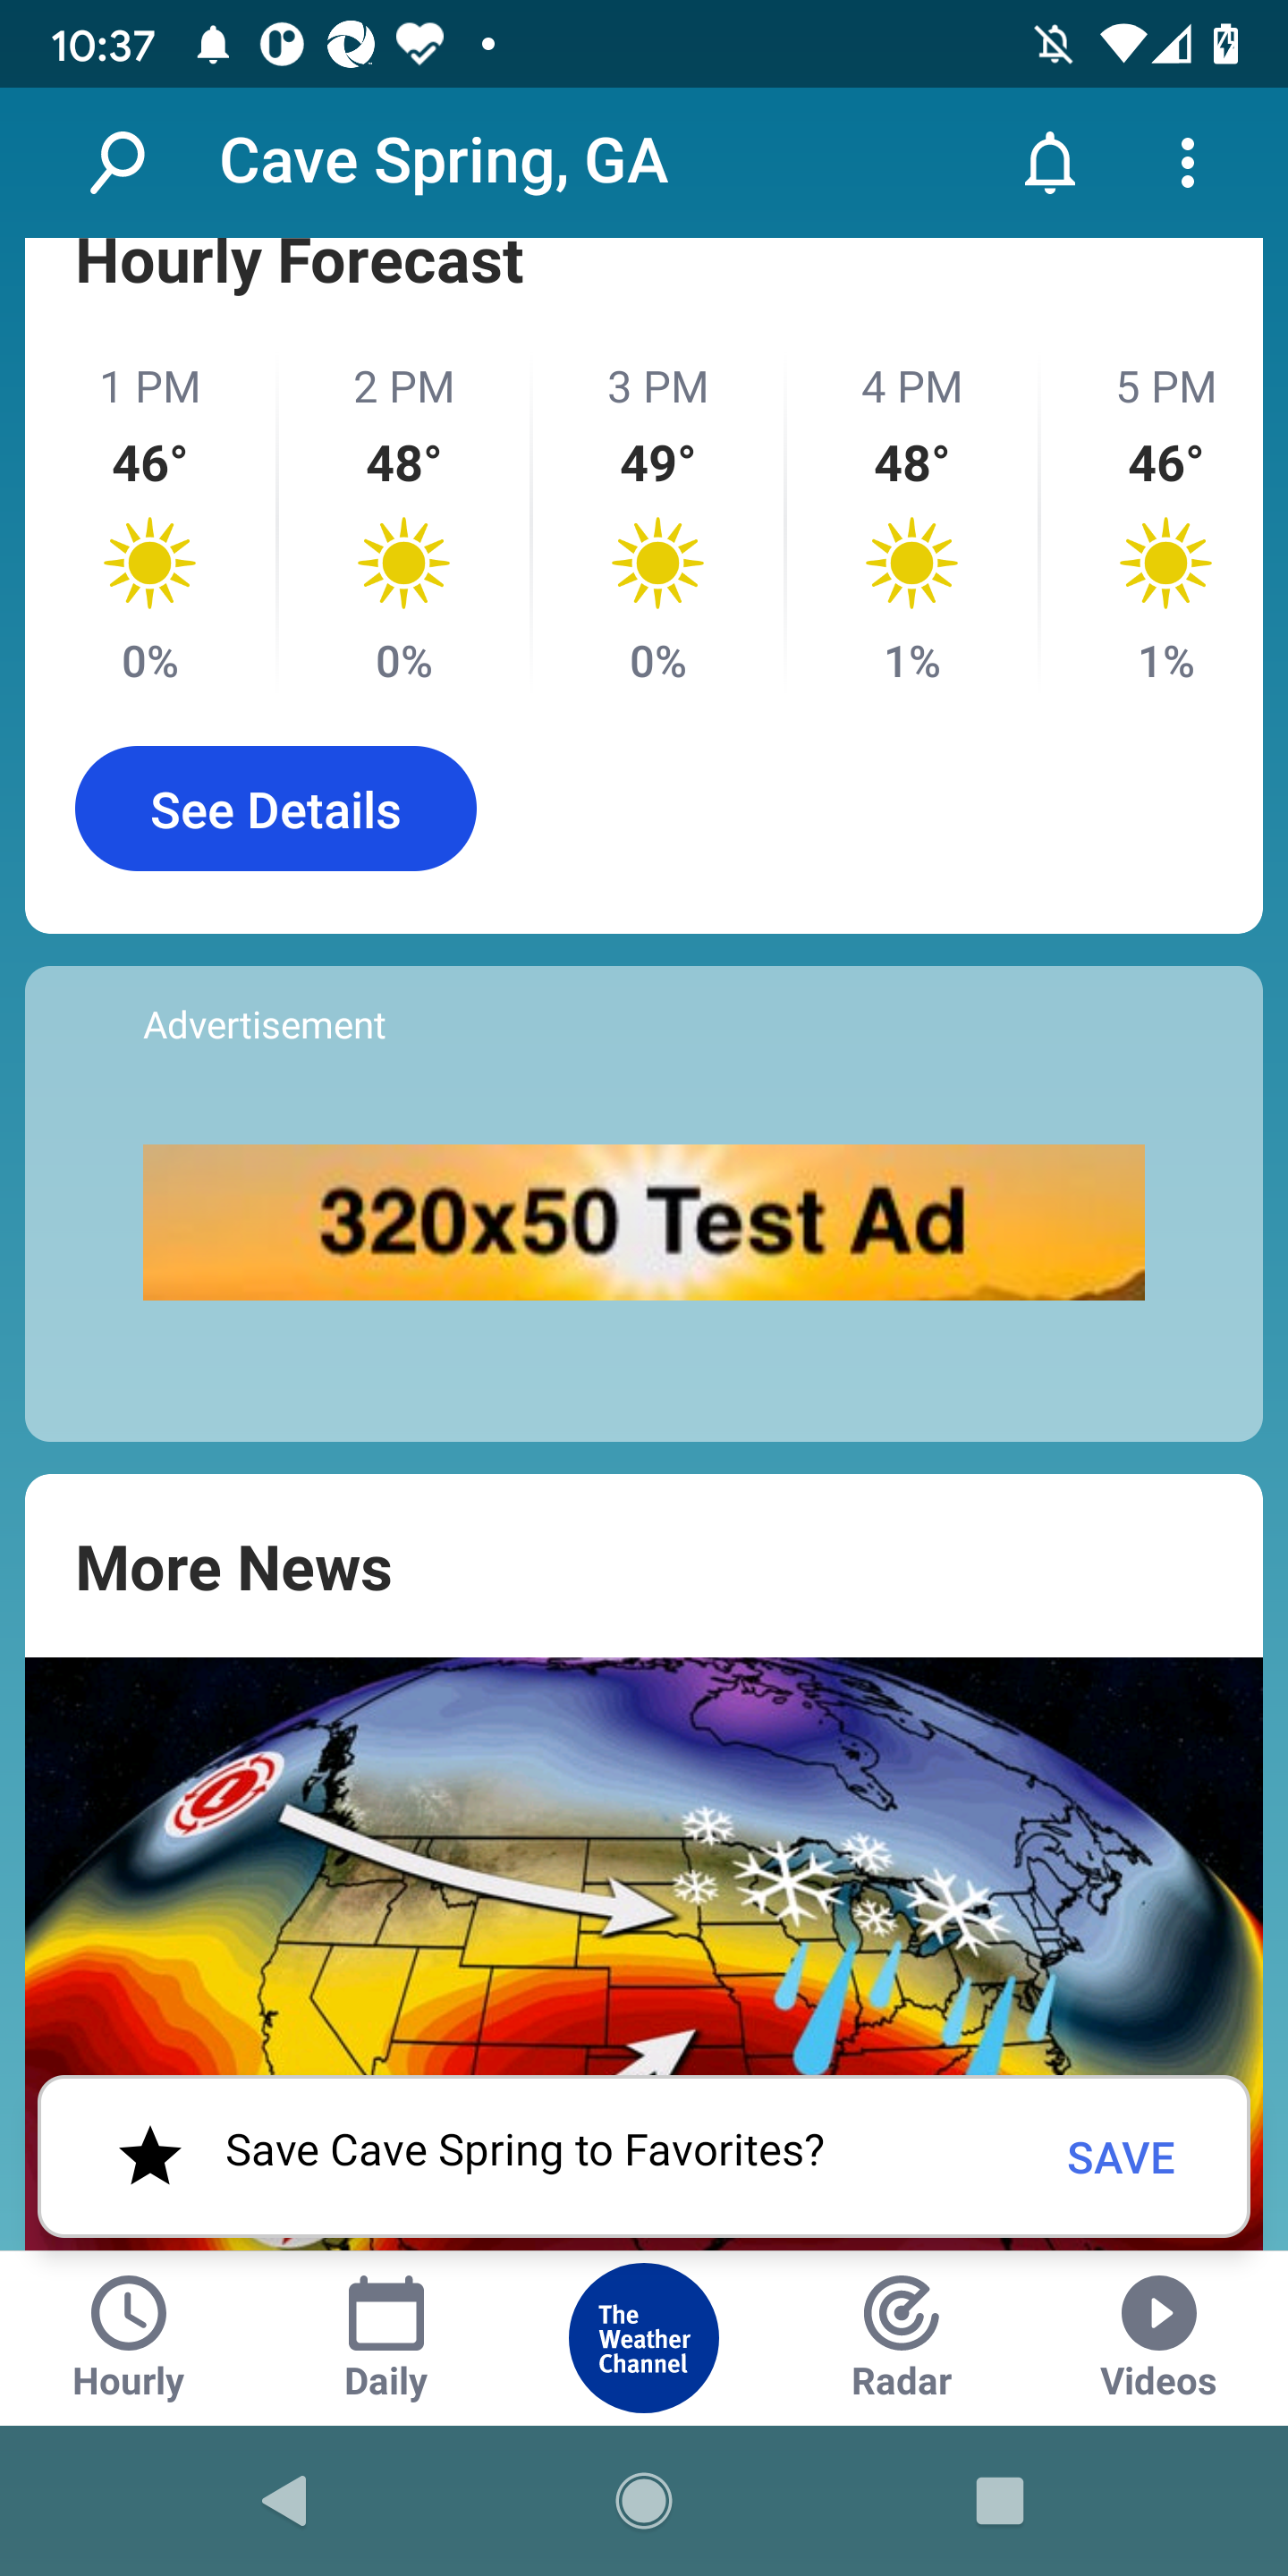 10:37
Cave Spring, GA
Hourly Forecast
1 PM 2 PM 3 PM 4 PM 5 PM
46° 48° 49° 48° 46°
0% 0% 0% 1% 1%
See Details
Advertisement
320x50 Test Ad
More News
L
Save Cave Spring to Favorites? SAVE
The
Weather
Channel
Hourly Daily Radar Videos